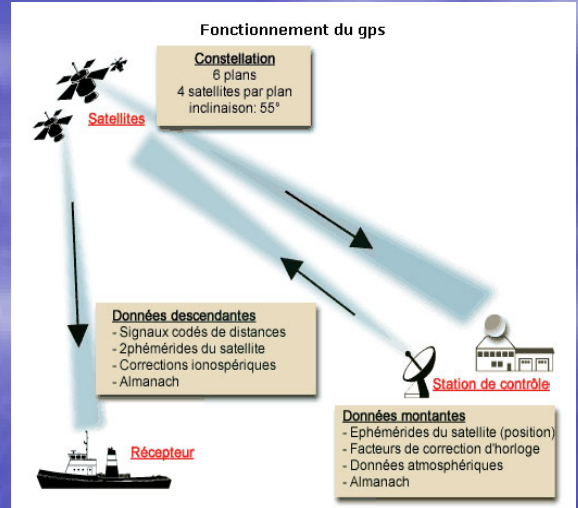 Fonctionnement du gps
Constellation
6 plans
4 satellites par plan
inclinaison: 55°
Satellites
Données descendantes
- Signaux codés de distances
- 2phémérides du satellite
- Corrections ionospériques
- Almanach
Station de contrôle
Données montantes
- Ephémérides du satellite (position)
- Facteurs de correction d'horloge
- Données atmosphériques
- Almanach
Récepteur